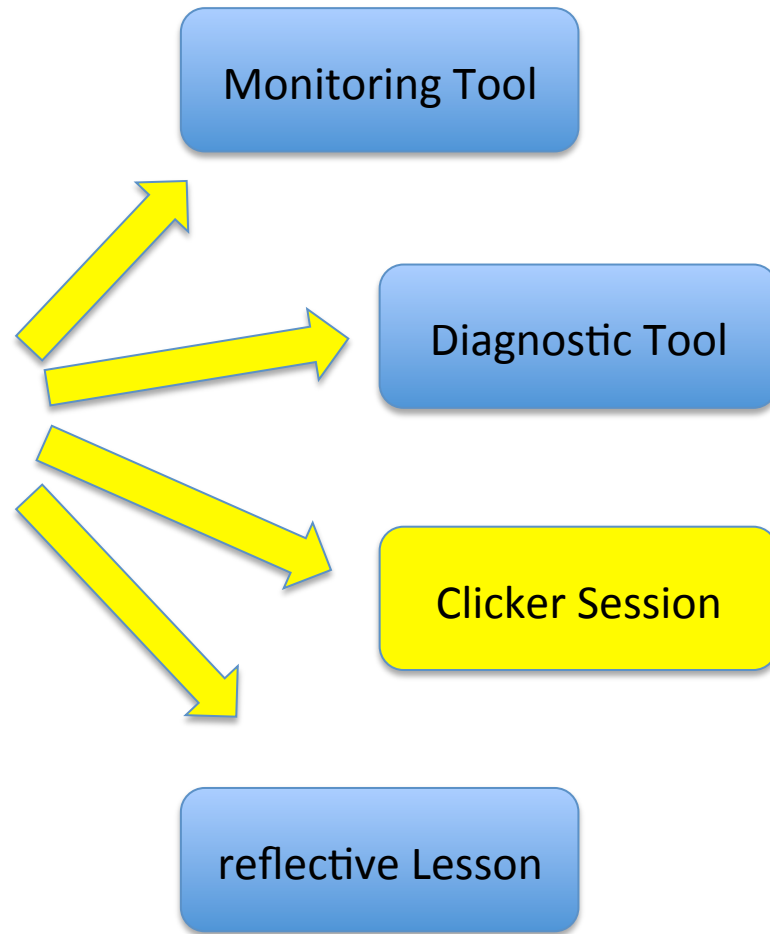 Monitoring Tool
Diagnostic Tool
Clicker Session
reflective Lesson